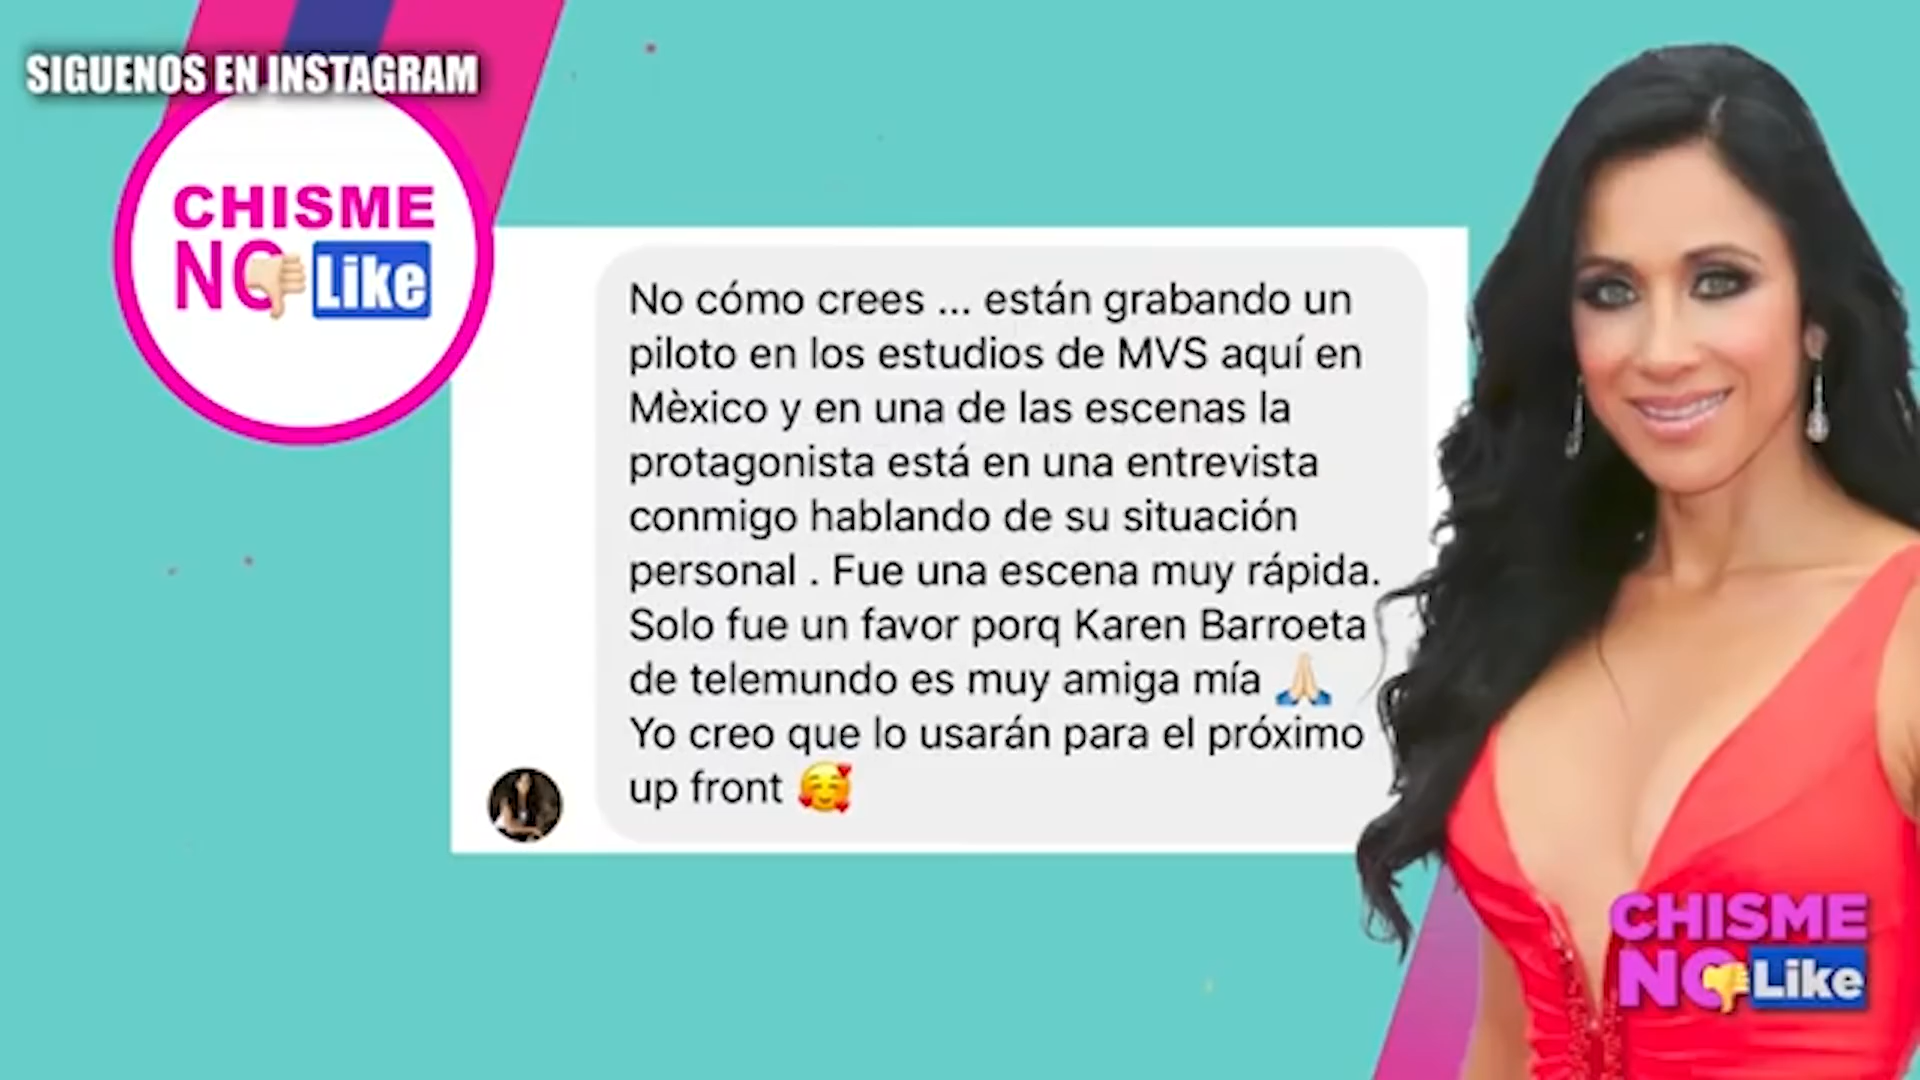 SIGUENOS EN INSTAGRAM
CHISME
NO Like
No cómo crees ... están grabando un
piloto en los estudios de MVS aquí en
Mèxico y en una de las escenas la
protagonista está en una entrevista
conmigo hablando de su situación
personal . Fue una escena muy rápida.
Solo fue un favor porq Karen Barroeta
de telemundo es muy amiga mía 🙏🏻
Yo creo que lo usarán para el próximo
up front 🥰
CHISME
NO Like